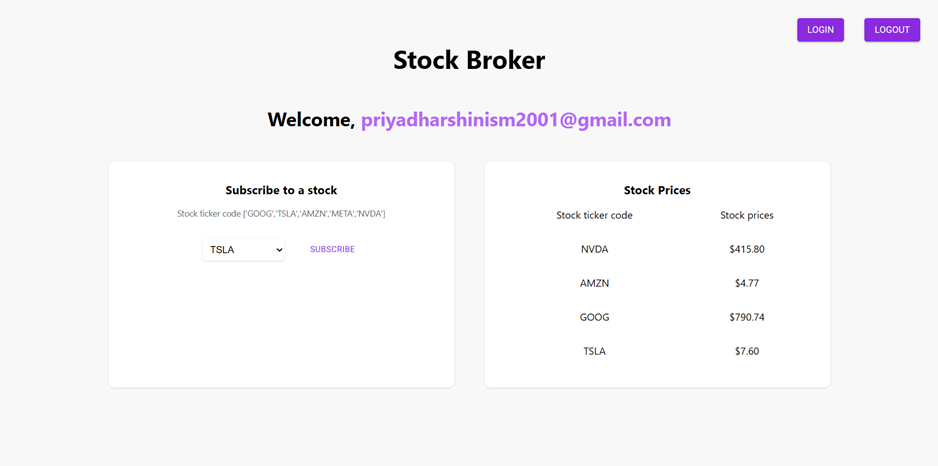 LOGIN LOGOUT
Stock Broker
Welcome, priyadharshinism2001@gmail.com
Subscribe to a stock
Stock ticker code ['GOOG','TSLA','AMZN','META','NVDA']
TSLA SUBSCRIBE
Stock Prices
Stock ticker code Stock prices
NVDA $415.80
AMZN $4.77
GOOG $790.74
TSLA $7.60